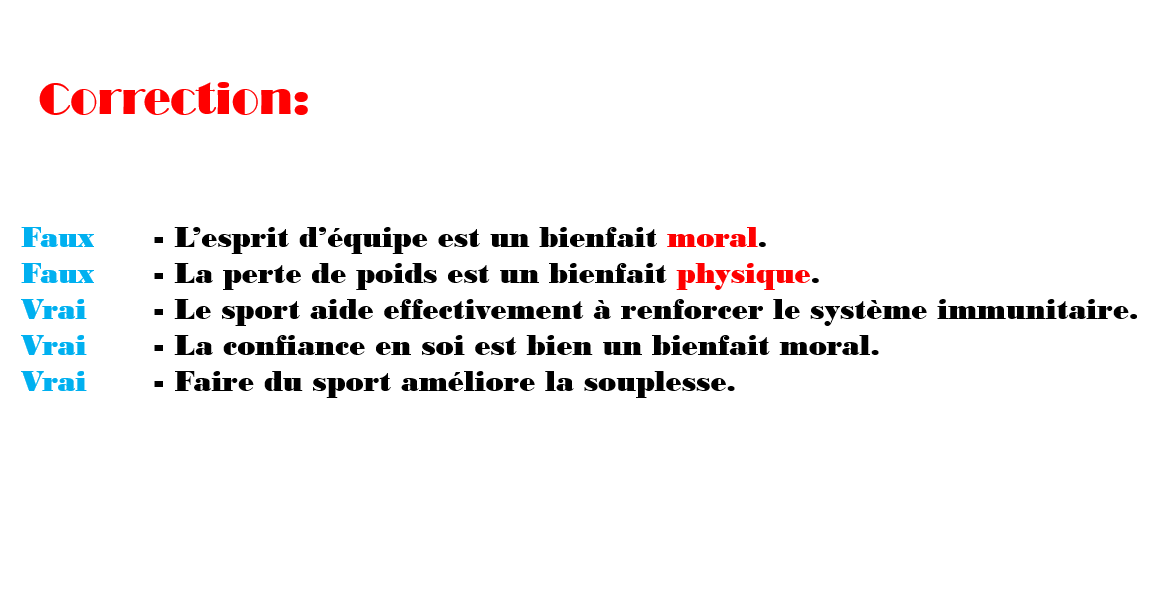 Correction:
Faux - L’esprit d’équipe est un bienfait moral.
Faux - La perte de poids est un bienfait physique.
Vrai - Le sport aide effectivement à renforcer le système immunitaire.
Vrai - La confiance en soi est bien un bienfait moral.
Vrai - Faire du sport améliore la souplesse.